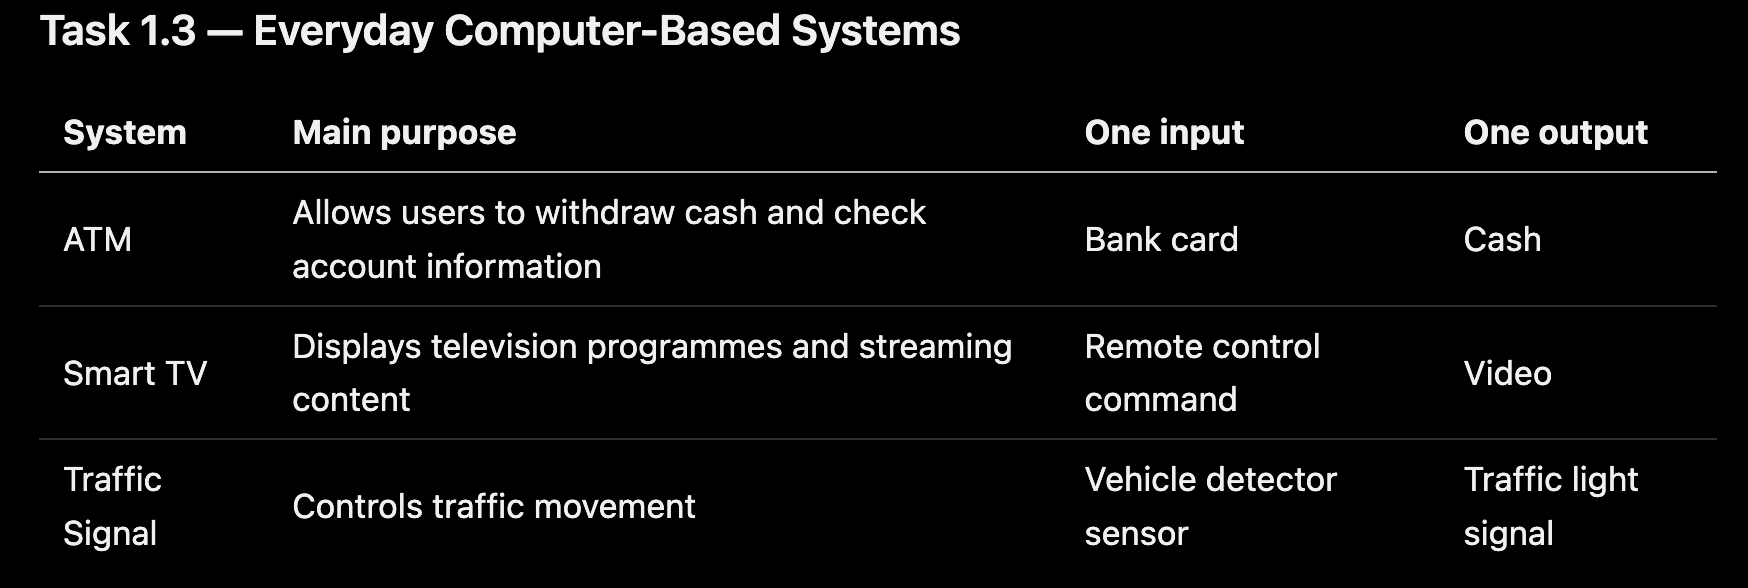 Task 1.3 — Everyday Computer-Based Systems
System Main purpose One input One output
Allows users to withdraw cash and check
ATM Bank card Cash
account information
Displays television programmes and streaming Remote control
Smart TV Video
content command
Traffic Vehicle detector Traffic light
Controls traffic movement
Signal sensor signal